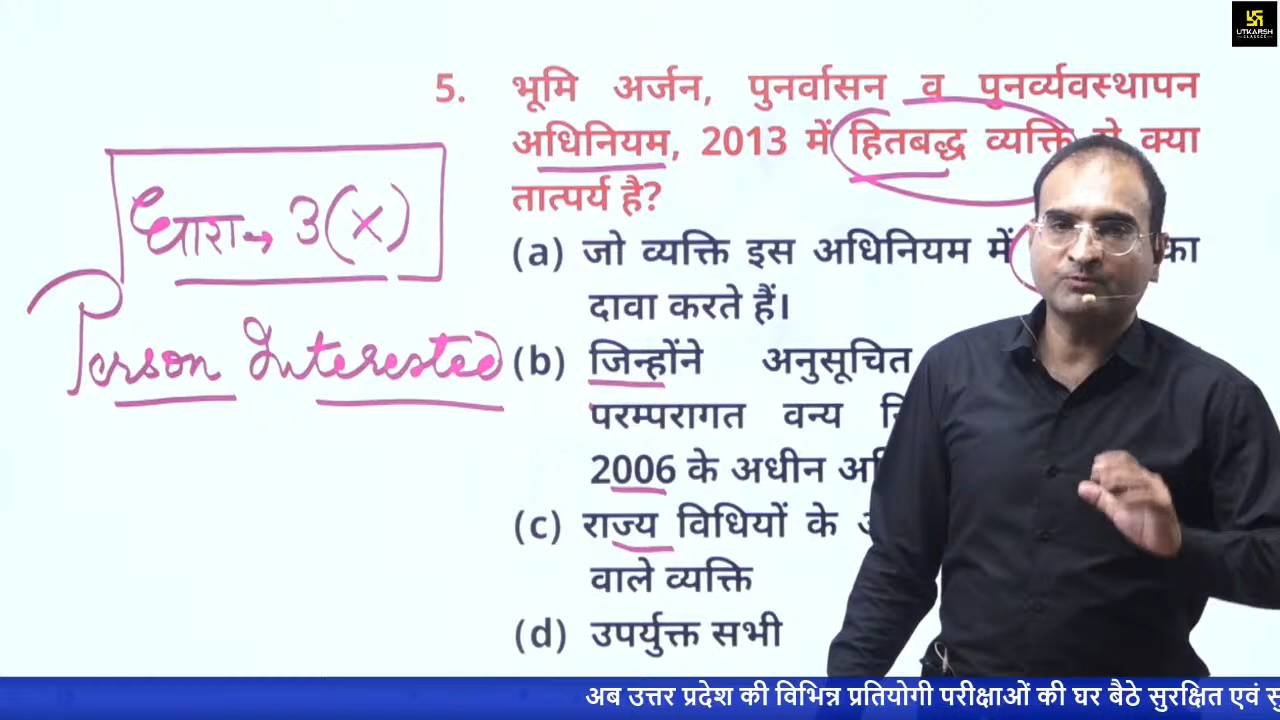 UTKARSH
CLASSES
5. भूमि अर्जन, पुनर्वासन व पुनर्व्यवस्थापन
अधिनियम, 2013 में हितबद्ध व्यक्ति से क्या
तात्पर्य है?
(a) जो व्यक्ति इस अधिनियम में का
दावा करते हैं।
(b) जिन्होंने अनुसूचित
परम्परागत वन्य
2006 के अधीन
(c) राज्य विधियों के
वाले व्यक्ति
(d) उपर्युक्त सभी
धारा→ 3(x)
Person Interested
अब उत्तर प्रदेश की विभिन्न प्रतियोगी परीक्षाओं की घर बैठे सुरक्षित एवं